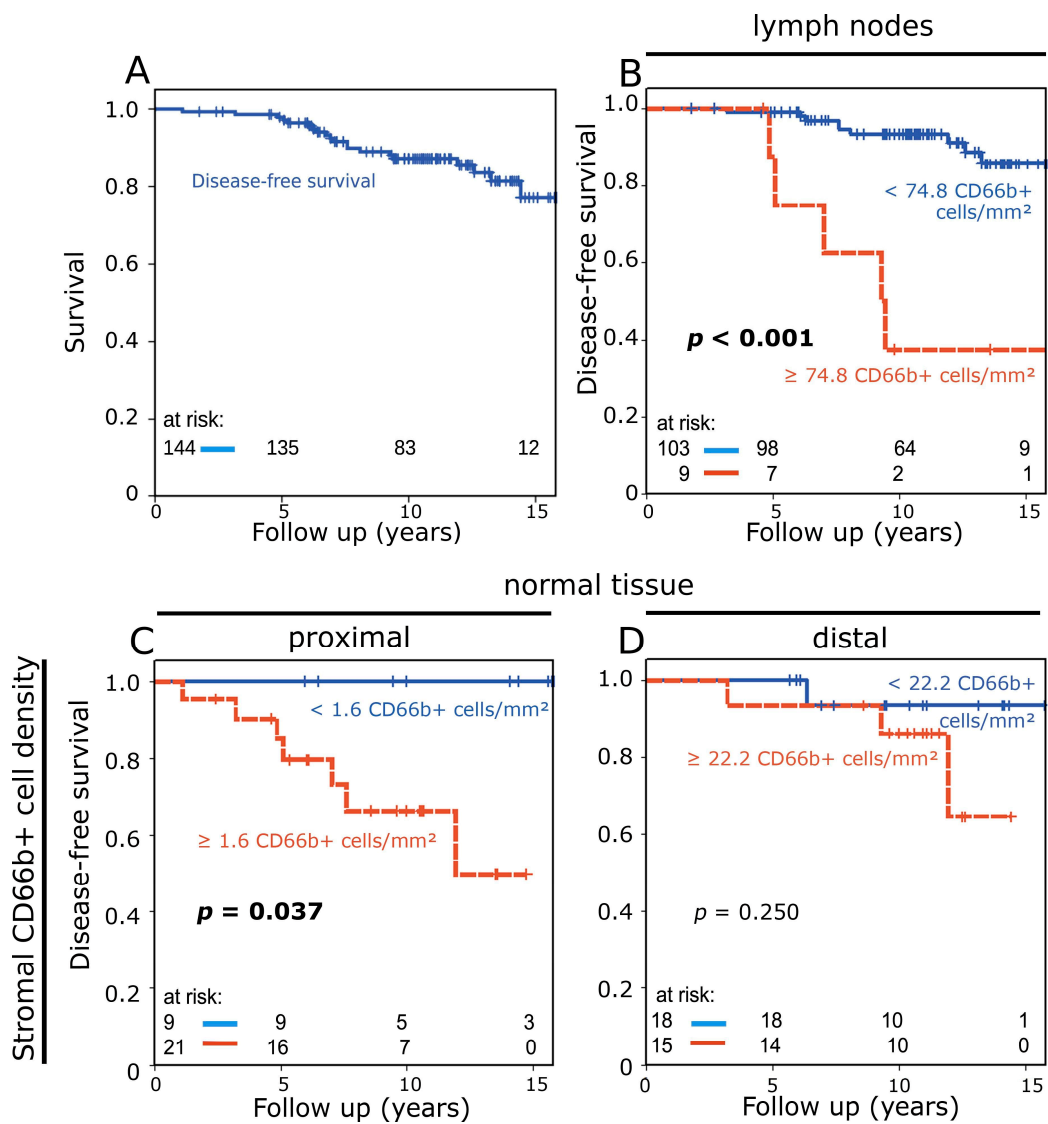 lymph nodes
A
1.0
0.8
0.6
0.4
0.2
0
Survival
Disease-free survival
at risk:
144 135 83 12
0 5 10 15
Follow up (years)
B
1.0
0.8
0.6
0.4
0.2
0
Disease-free survival
< 74.8 CD66b+
cells/mm²
p < 0.001
≥ 74.8 CD66b+ cells/mm²
at risk:
103 98 64 9
9 7 2 1
0 5 10 15
Follow up (years)
normal tissue
Stromal CD66b+ cell density
C
proximal
1.0
0.8
0.6
0.4
0.2
0
Disease-free survival
< 1.6 CD66b+ cells/mm²
≥ 1.6 CD66b+ cells/mm²
p = 0.037
at risk:
9 9 5 3
21 16 7 0
0 5 10 15
Follow up (years)
D
distal
1.0
0.8
0.6
0.4
0.2
0
Disease-free survival
< 22.2 CD66b+
cells/mm²
≥ 22.2 CD66b+ cells/mm²
p = 0.250
at risk:
18 18 10 1
15 14 10 0
0 5 10 15
Follow up (years)